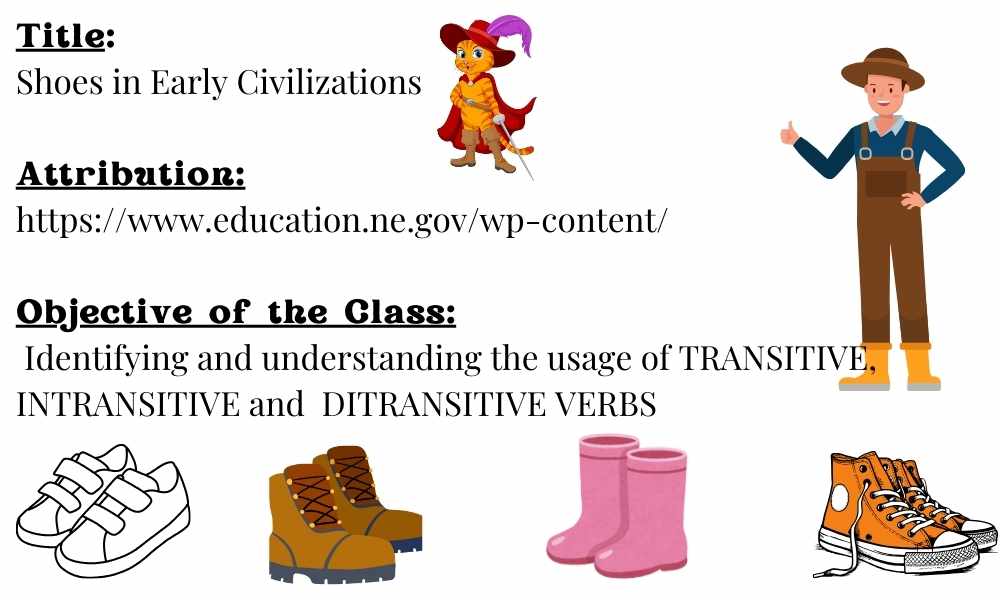 Title:
Shoes in Early Civilizations
Attribution:
https://www.education.ne.gov/wp-content/
Objective of the Class:
Identifying and understanding the usage of TRANSITIVE,
INTRANSITIVE and DITRANSITIVE VERBS